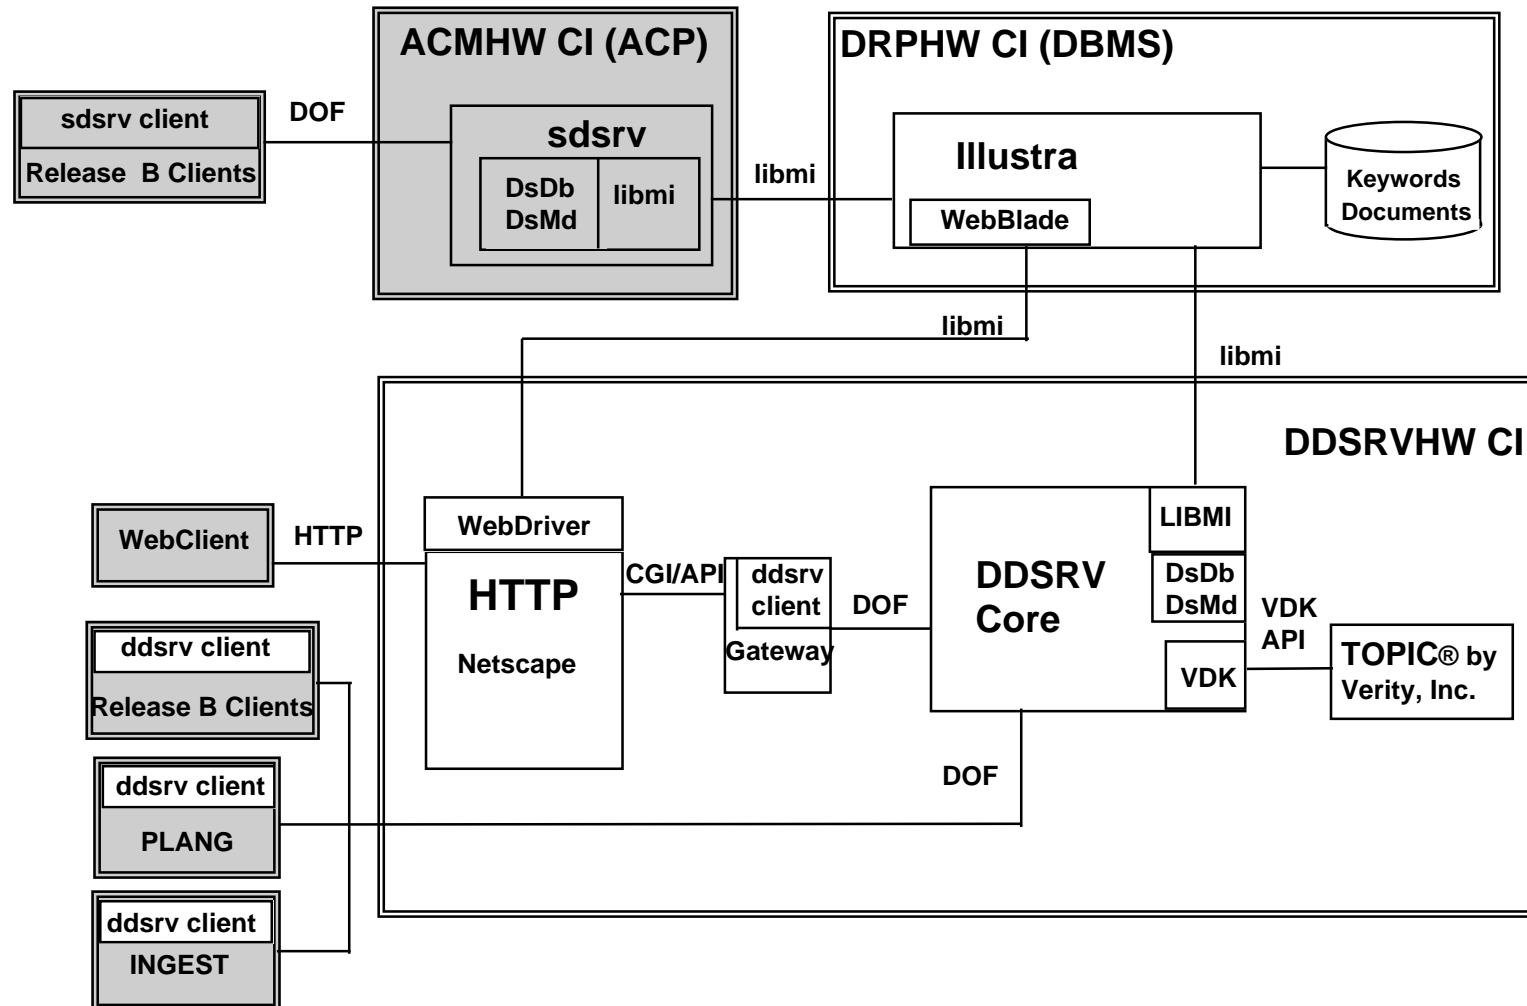 ACMHW CI (ACP)
DRPHW CI (DBMS)
sdsrv client
Release B Clients
DOF
sdsrv
DsDb
DsMd
libmi
libmi
Illustra
WebBlade
Keywords
Documents
libmi
libmi
DDSRVHW CI
WebClient
HTTP
WebDriver
HTTP
Netscape
CGI/API
ddsrv
client
Gateway
DOF
DDSRV
Core
LIBMI
DsDb
DsMd
VDK
VDK
API
TOPIC® by
Verity, Inc.
ddsrv client
Release B Clients
ddsrv client
PLANG
DOF
ddsrv client
INGEST